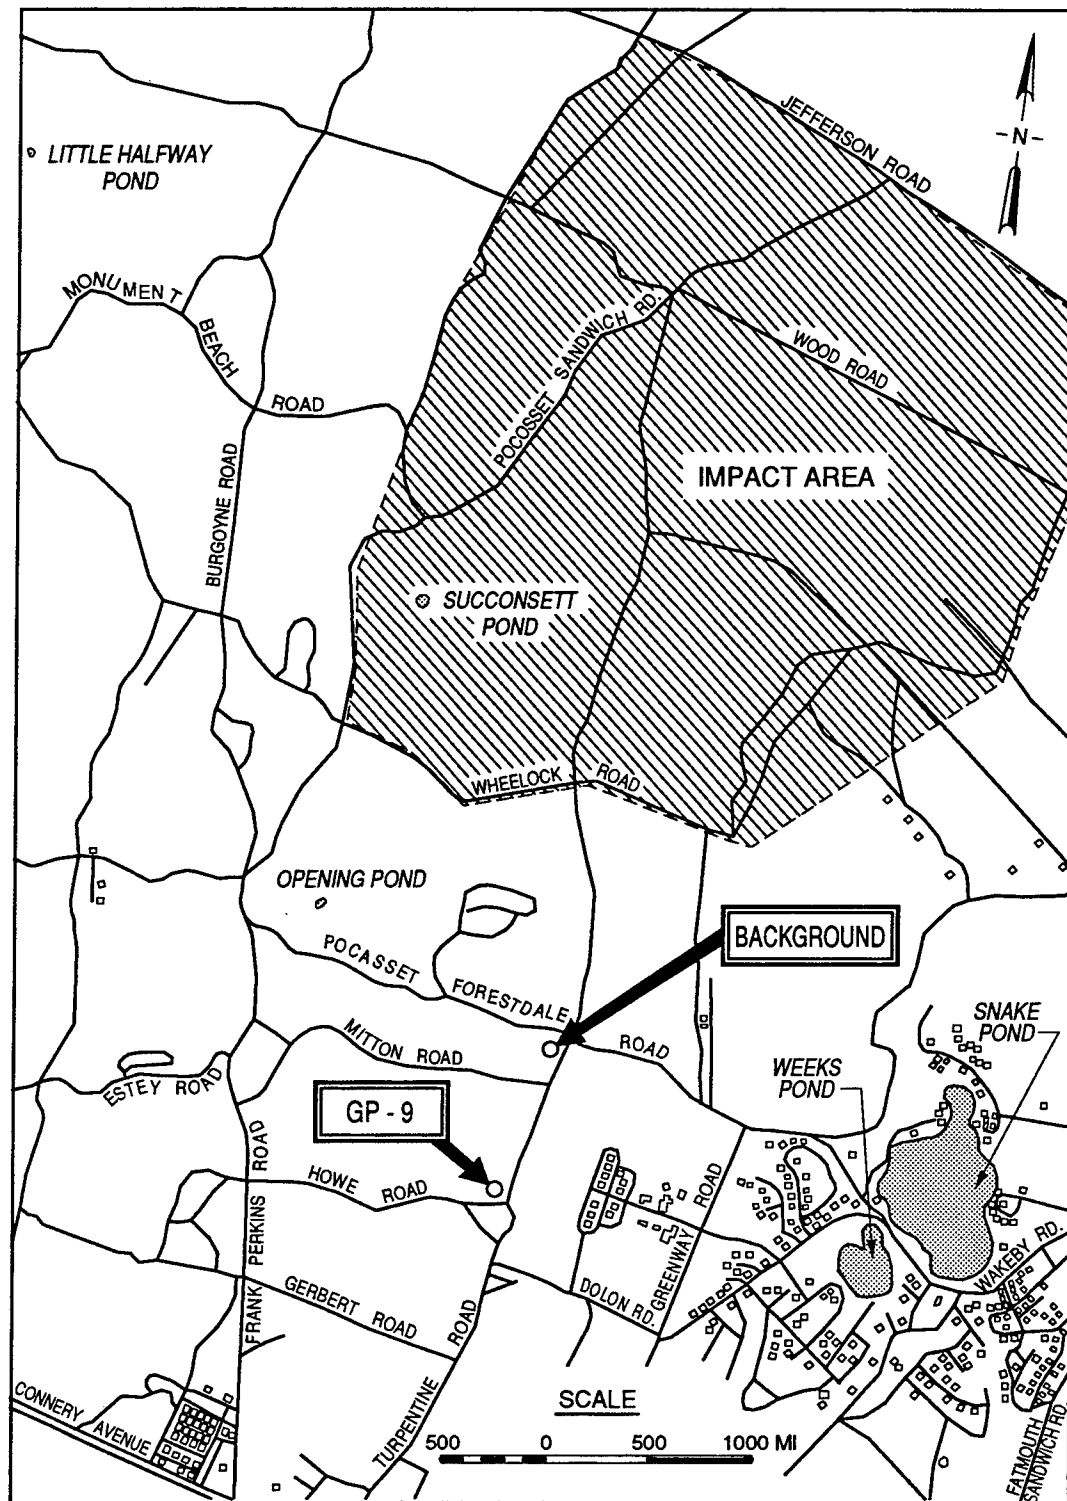 JEFFERSON ROAD
-N-
LITTLE HALFWAY
POND
MONUMENT
BEACH
ROAD
POCOSSET SANDWICH RD.
WOOD ROAD
BURGOYNE ROAD
IMPACT AREA
SUCCONSETT
POND
WHEELOCK ROAD
OPENING POND
BACKGROUND
POCASSET
FORESTDALE
ROAD
SNAKE
POND
MITTON ROAD
WEEKS
POND
ESTEY ROAD
GP - 9
HOWE ROAD
FRANK PERKINS ROAD
GREENWAY ROAD
WAKEBY RD.
GERBERT ROAD
DOLON RD.
TURPENTINE ROAD
CONNERY AVENUE
SCALE
500 0 500 1000 MI
FATMOUTH
SANDWICH RD.